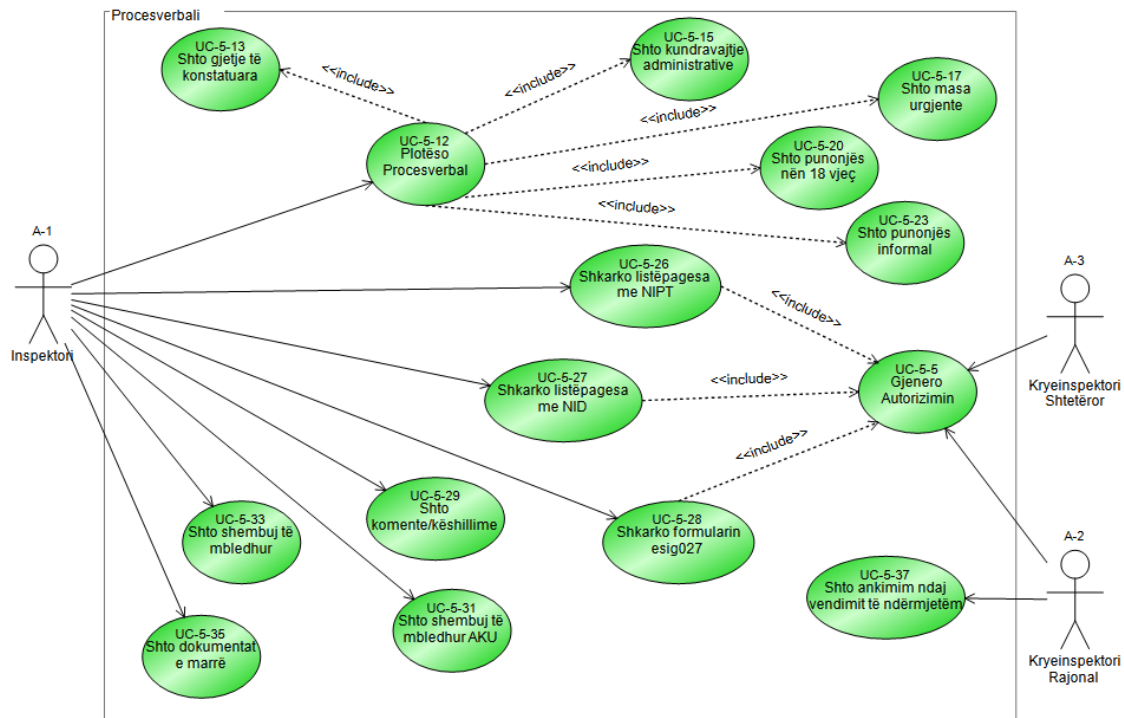 Procesverbali
UC-5-13
Shto gjetje të
konstatuara
<<include>>
UC-5-15
Shto kundravajtje
administrative
<<include>>
UC-5-17
Shto masa
urgjente
<<include>>
UC-5-12
Plotëso
Procesverbal
UC-5-20
Shto punonjës
nën 18 vjeç
<<include>>
UC-5-23
Shto punonjës
informal
<<include>>
A-1
Inspektori
UC-5-26
Shkarko listëpagesa
me NIPT
<<include>>
A-3
Kryeinspektori
Shtetëror
UC-5-27
Shkarko listëpagesa
me NID
<<include>>
UC-5-5
Gjenero
Autorizimin
<<include>>
UC-5-29
Shto
komente/këshillime
UC-5-28
Shkarko formularin
esig027
UC-5-33
Shto shembuj të
mbledhur
UC-5-37
Shto ankimim ndaj
vendimit të ndërmjetëm
A-2
Kryeinspektori
Rajonal
UC-5-31
Shto shembuj të
mbledhur AKU
UC-5-35
Shto dokumentat
e marrë